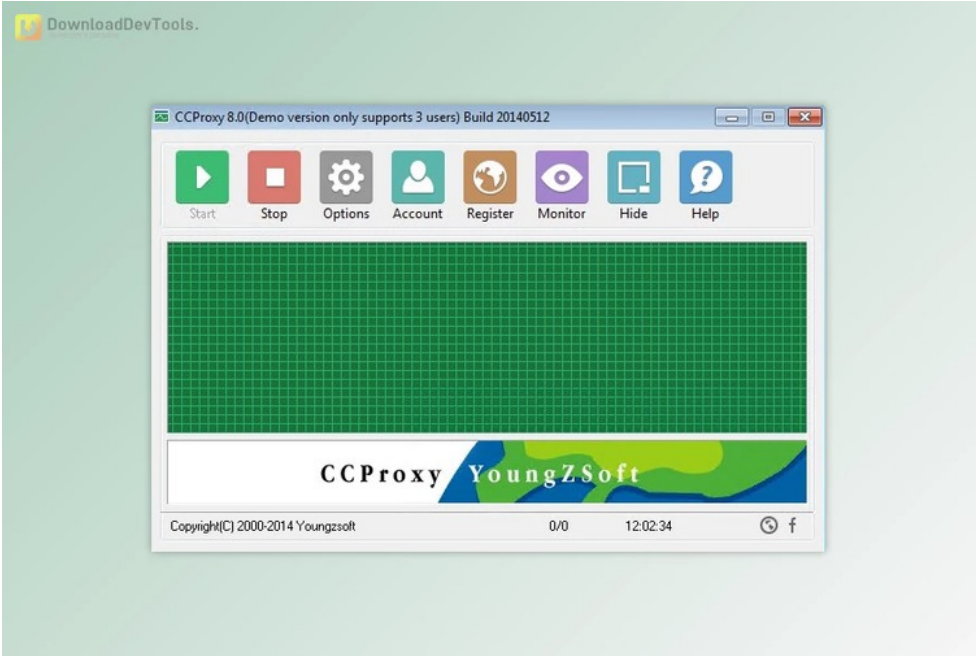 DownloadDevTools.
CCProxy 8.0(Demo version only supports 3 users) Build 20140512
Start Stop Options Account Register Monitor Hide Help
CCProxy YoungZSoft
Copyright(C) 2000-2014 Youngzsoft 0/0 12:02:34